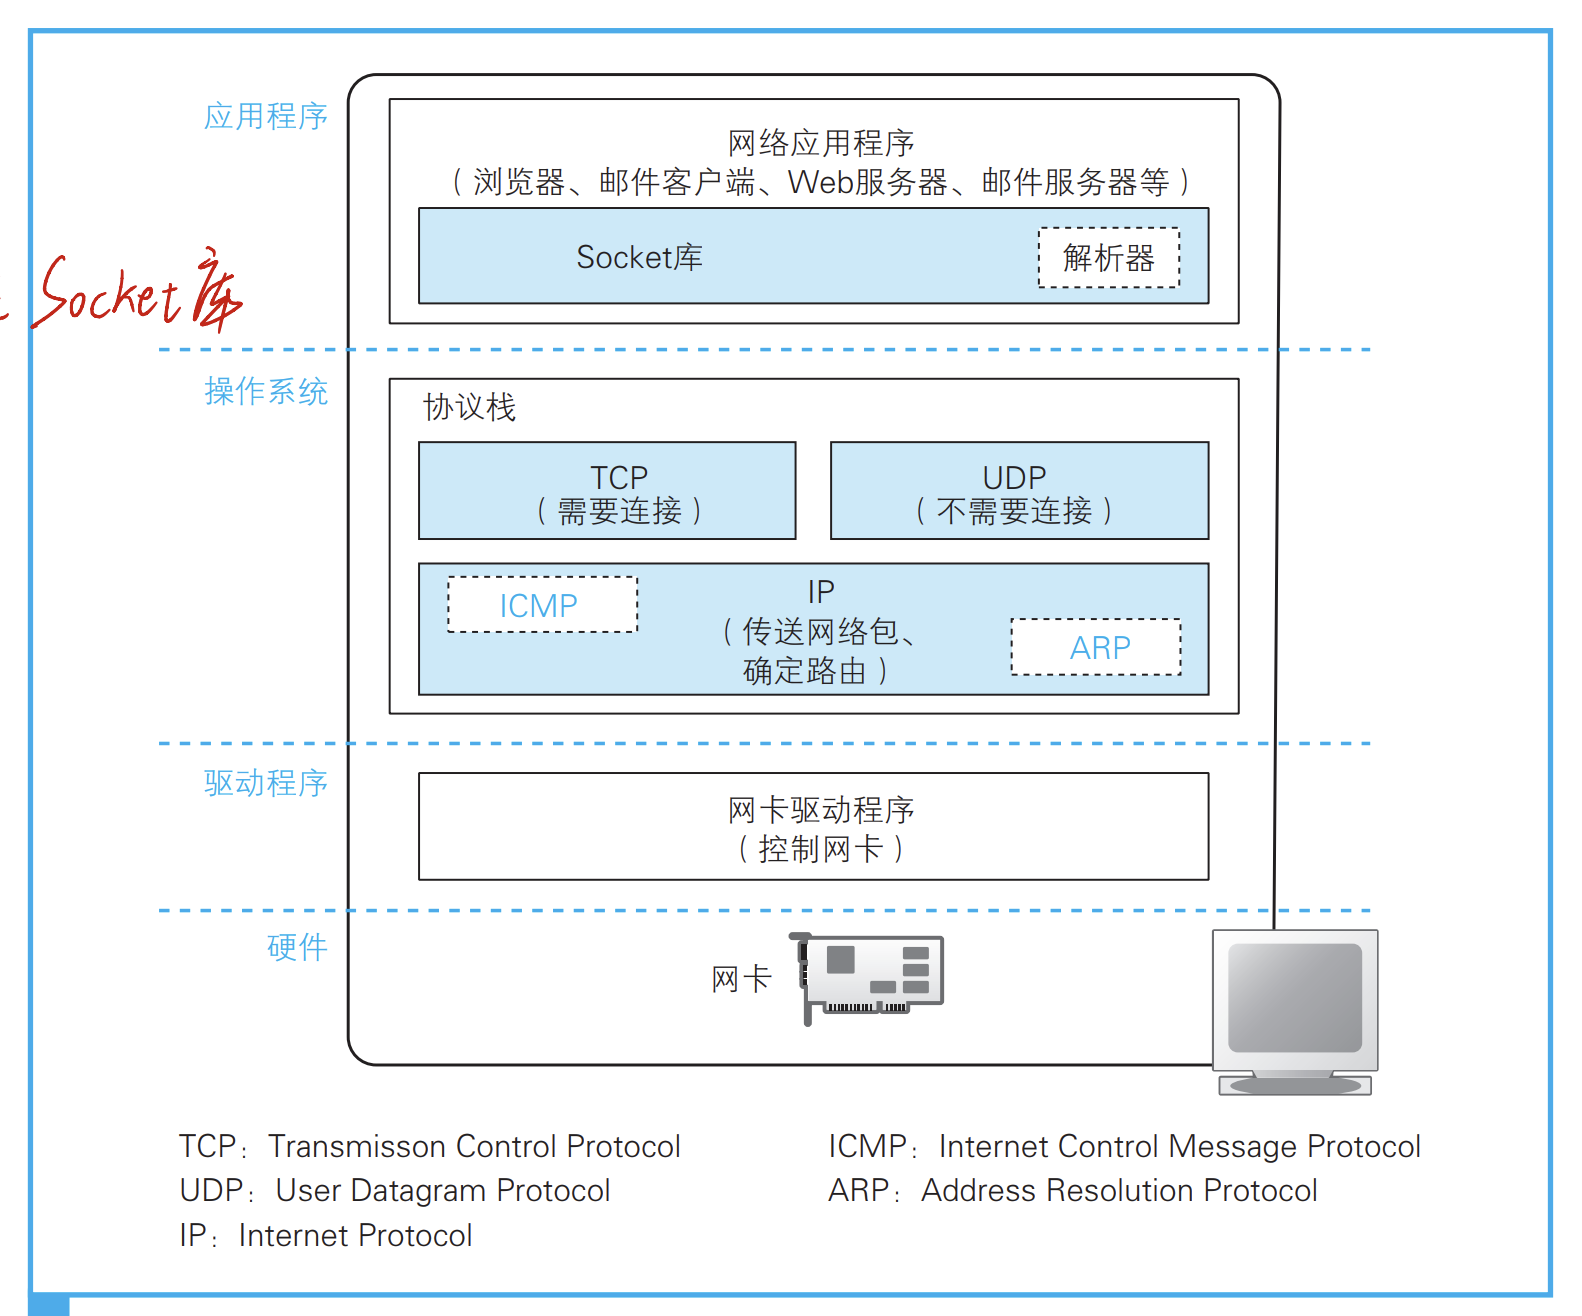 应用程序
网络应用程序
（浏览器、邮件客户端、Web服务器、邮件服务器等）
Socket库
解析器
Socket库
操作系统
协议栈
TCP
（需要连接）
UDP
（不需要连接）
ICMP
IP
（传送网络包、
确定路由）
ARP
驱动程序
网卡驱动程序
（控制网卡）
硬件
网卡
TCP：Transmisson Control Protocol
UDP：User Datagram Protocol
IP：Internet Protocol
ICMP：Internet Control Message Protocol
ARP：Address Resolution Protocol